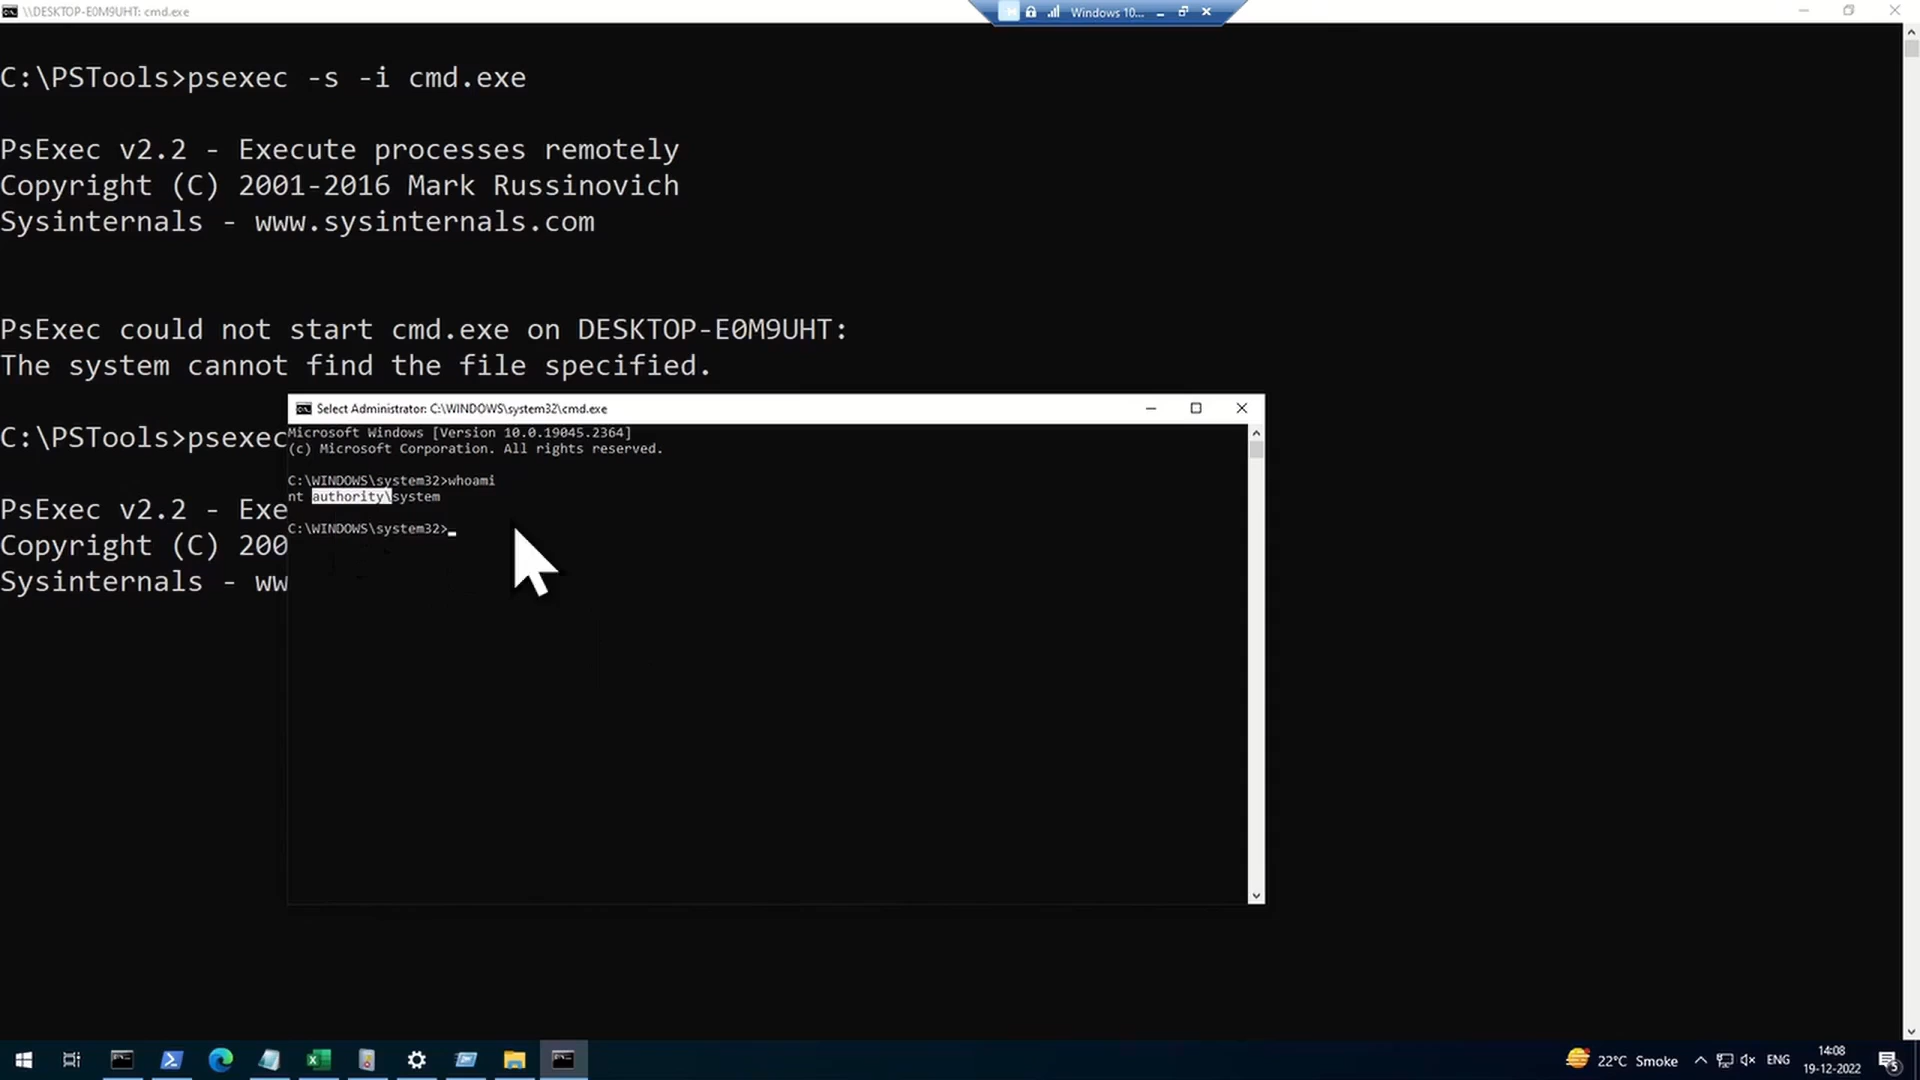 \\DESKTOP-E0M9UHT: cmd.exe
Windows 10...
C:\PSTools>psexec -s -i cmd.exe
PsExec v2.2 - Execute processes remotely
Copyright (C) 2001-2016 Mark Russinovich
Sysinternals - www.sysinternals.com
PsExec could not start cmd.exe on DESKTOP-E0M9UHT:
The system cannot find the file specified.
C:\PSTools>psexec
PsExec v2.2 - Exe
Copyright (C) 200
Sysinternals - ww
Select Administrator: C:\WINDOWS\system32\cmd.exe
Microsoft Windows [Version 10.0.19045.2364]
(c) Microsoft Corporation. All rights reserved.
C:\WINDOWS\system32>whoami
nt authority\system
C:\WINDOWS\system32>
22°C Smoke
ENG
14:08
19-12-2022
5